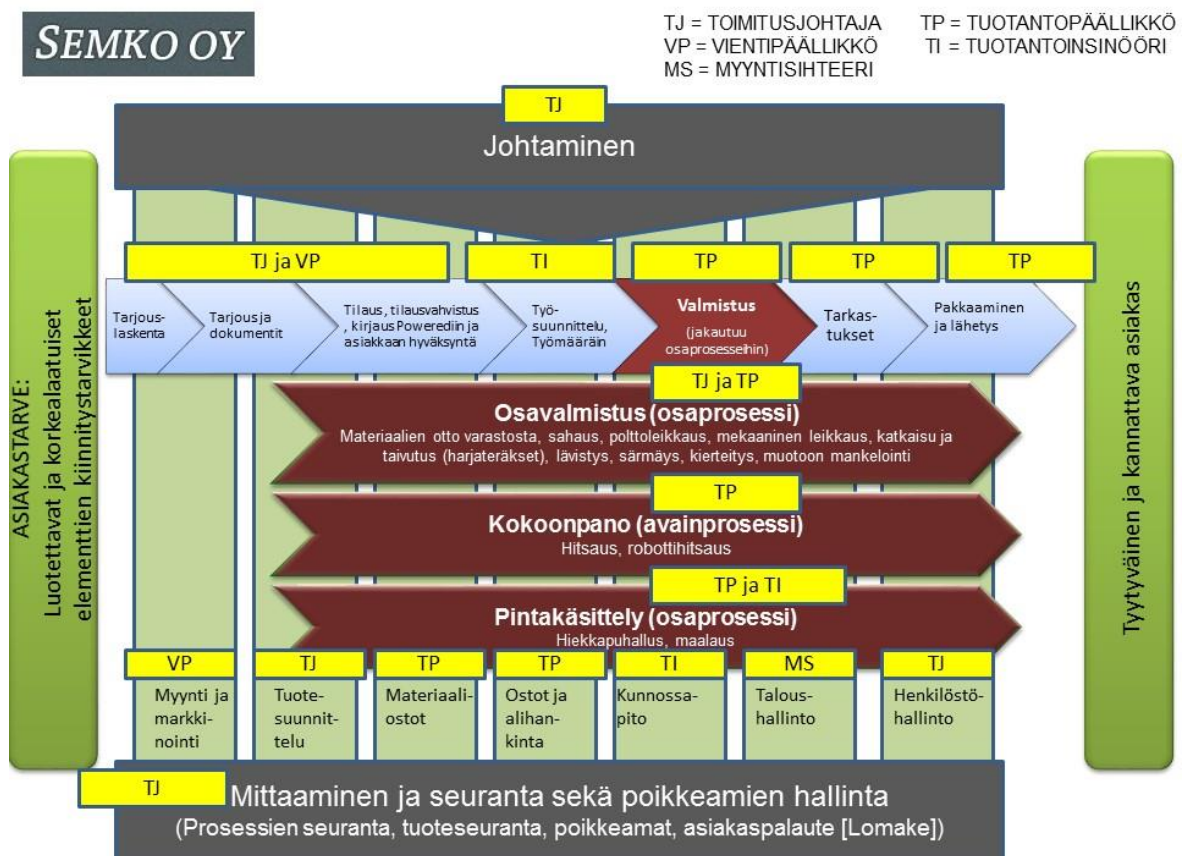 SEMKO OY
TJ = TOIMITUSJOHTAJA
TP = TUOTANTOPÄÄLLIKKÖ
VP = VIENTIPÄÄLLIKKÖ
TI = TUOTANTOINSINÖÖRI
MS = MYYNTISIHTEERI
TJ
Johtaminen
ASIAKASTARVE:
Luotettavat ja korkealaatuiset
elementtien kiinnitystarvikkeet
TJ ja VP
TI
TP
TP
TP
Tarjous-
laskenta
Tarjous ja
dokumentit
Tilaus, tilausvahvistus
, kirjaus Powerediin ja
asiakkaan hyväksyntä
Työ-
suunnittelu,
Työmääräin
Valmistus
(jakautuu
osaprosesseihin)
Tarkas-
tukset
Pakkaaminen
ja lähetys
TJ ja TP
Osavalmistus (osaprosessi)
Materiaalien otto varastosta, sahaus, polttoleikkaus, mekaaninen leikkaus, katkaisu ja
taivutus (harjateräkset), lävistys, särmäys, kierteitys, muotoon mankelointi
TP
Kokoonpano (avainprosessi)
Hitsaus, robottihitsaus
TP ja TI
Pintakäsittely (osaprosessi)
Hiekkapuhallus, maalaus
VP
Myynti ja
markki-
nointi
TJ
Tuote-
suunnit-
telu
TP
Materiaali-
ostot
TP
Ostot ja
alihan-
kinta
TI
Kunnossa-
pito
MS
Talous-
hallinto
TJ
Henkilöstö-
hallinto
Tyytyväinen ja kannattava asiakas
TJ
Mittaaminen ja seuranta sekä poikkeamien hallinta
(Prosessien seuranta, tuoteseuranta, poikkeamat, asiakaspalaute [Lomake])